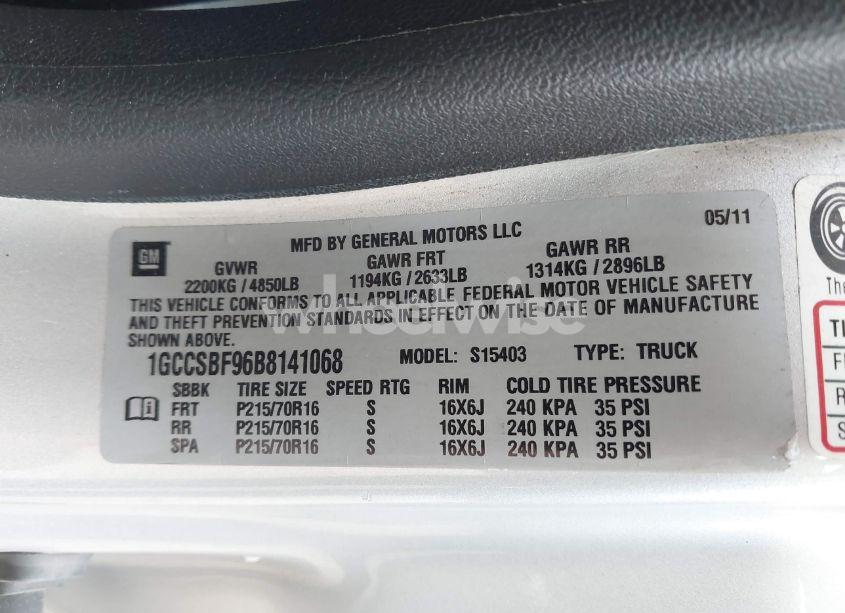 05/11
MFD BY GENERAL MOTORS LLC
GM
GVWR GAWR FRT GAWR RR
2200KG / 4850LB 1194KG / 2633LB 1314KG / 2896LB
THIS VEHICLE CONFORMS TO ALL APPLICABLE FEDERAL MOTOR VEHICLE SAFETY
AND THEFT PREVENTION STANDARDS IN EFFECT ON THE DATE OF MANUFACTURE
SHOWN ABOVE.
1GCCSBF96B8141068 MODEL: S15403 TYPE: TRUCK
SBBK TIRE SIZE SPEED RTG RIM COLD TIRE PRESSURE
FRT P215/70R16 S 16X6J 240 KPA 35 PSI
RR P215/70R16 S 16X6J 240 KPA 35 PSI
SPA P215/70R16 S 16X6J 240 KPA 35 PSI
wheelwise
The